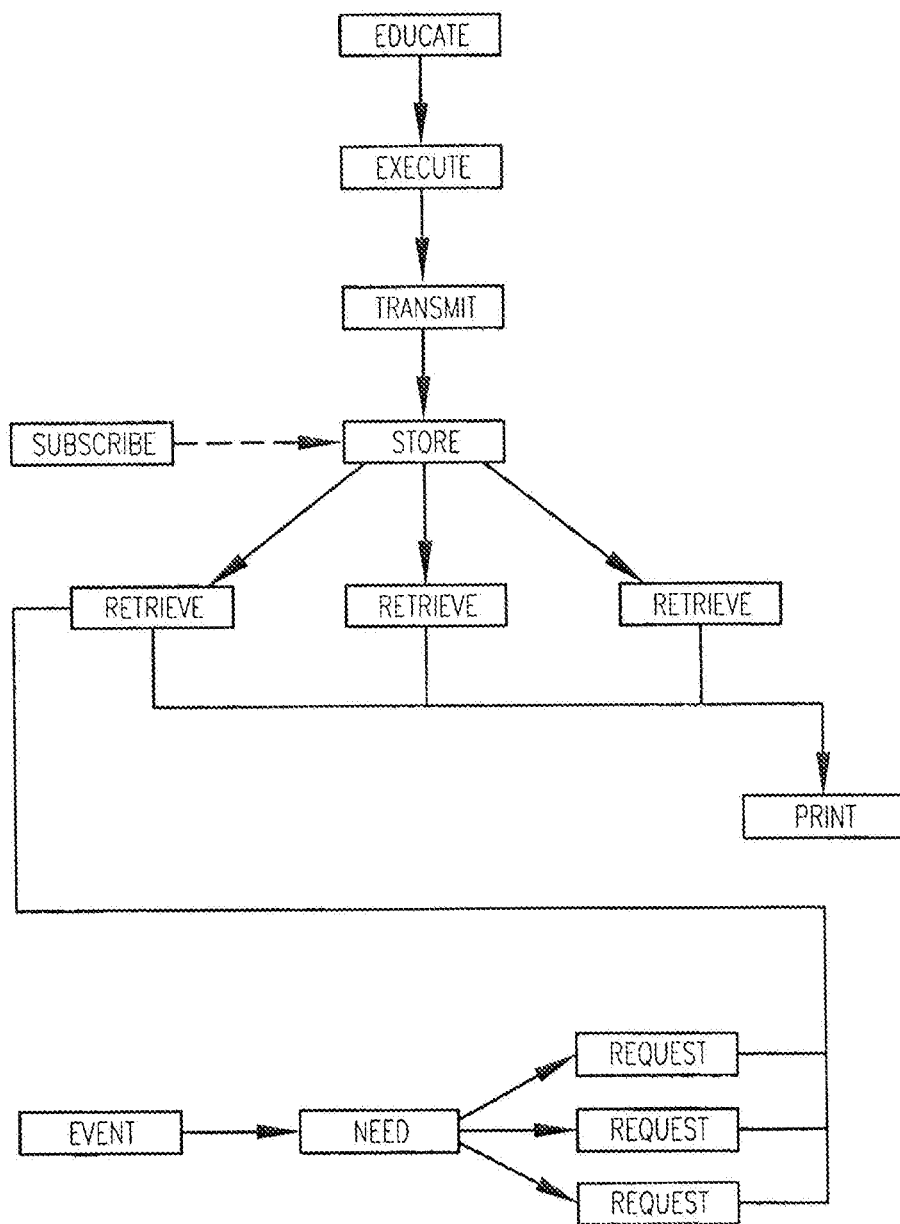 EDUCATE
EXECUTE
TRANSMIT
SUBSCRIBE
STORE
RETRIEVE
RETRIEVE
RETRIEVE
PRINT
REQUEST
EVENT
NEED
REQUEST
REQUEST